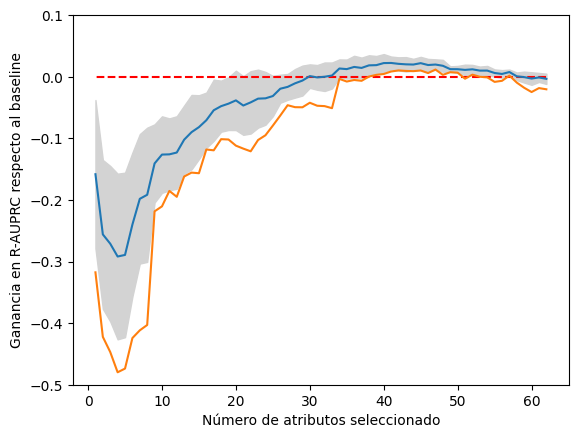 0.1
0.0
−0.1
−0.2
−0.3
−0.4
−0.5
Ganancia en R-AUPRC respecto al baseline
0 10 20 30 40 50 60
Número de atributos seleccionado